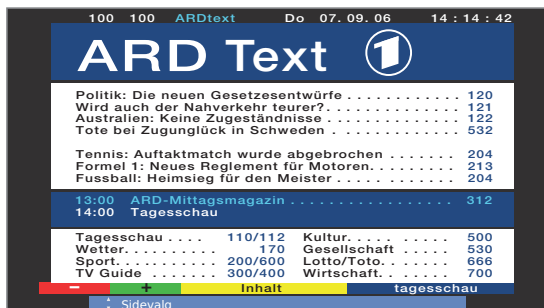 100 100 ARDtext Do 07. 09. 06 14 : 14 : 42
ARD Text 1
Politik: Die neuen Gesetzesentwürfe . . . . . . . . . . . . 120
Wird auch der Nahverkehr teurer?. . . . . . . . . . . . . . 121
Australien: Keine Zugeständnisse . . . . . . . . . . . . . . 122
Tote bei Zugunglück in Schweden . . . . . . . . . . . . . 532
Tennis: Auftaktmatch wurde abgebrochen . . . . . . . 204
Formel 1: Neues Reglement für Motoren. . . . . . . . . 213
Fussball: Heimsieg für den Meister . . . . . . . . . . . . 204
13:00 ARD-Mittagsmagazin . . . . . . . . . . . . . . . . . 312
14:00 Tagesschau
Tagesschau . . . . 110/112 Kultur. . . . . . . 500
Wetter. . . . . . . . . . 170 Gesellschaft . . . . . 530
Sport. . . . . . . . . 200/600 Lotto/Toto. . . . . . 666
TV Guide . . . . . . 300/400 Wirtschaft. . . . . . 700
− + Inhalt tagesschau
Sidevalg